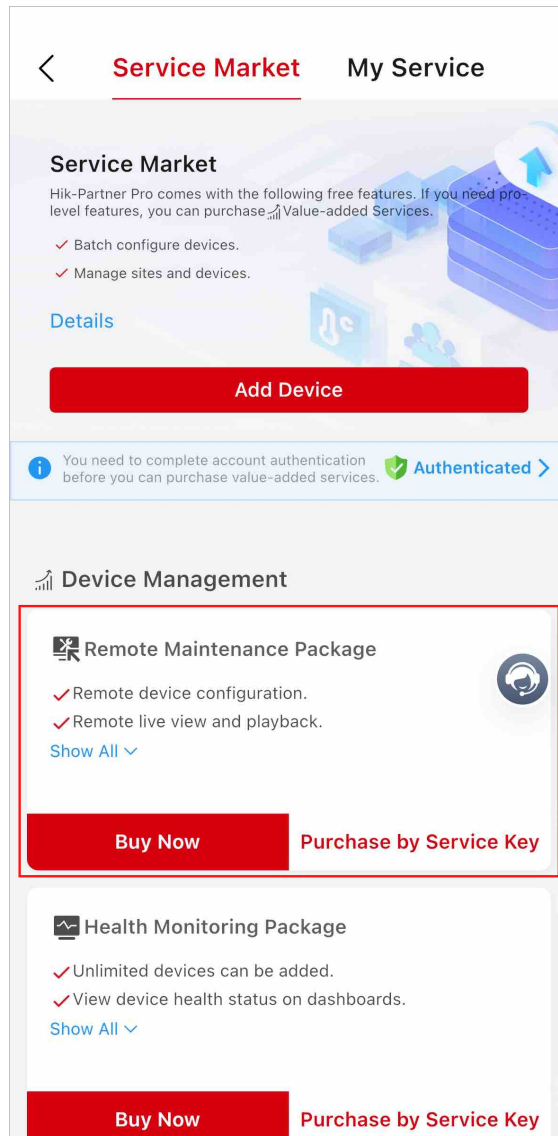 Service Market
My Service
Service Market
Hik-Partner Pro comes with the following free features. If you need pro-
level features, you can purchase Value-added Services.
Batch configure devices.
Manage sites and devices.
Details
Add Device
You need to complete account authentication
before you can purchase value-added services.
Authenticated
Device Management
Remote Maintenance Package
Remote device configuration.
Remote live view and playback.
Show All
Buy Now
Purchase by Service Key
Health Monitoring Package
Unlimited devices can be added.
View device health status on dashboards.
Show All
Buy Now
Purchase by Service Key